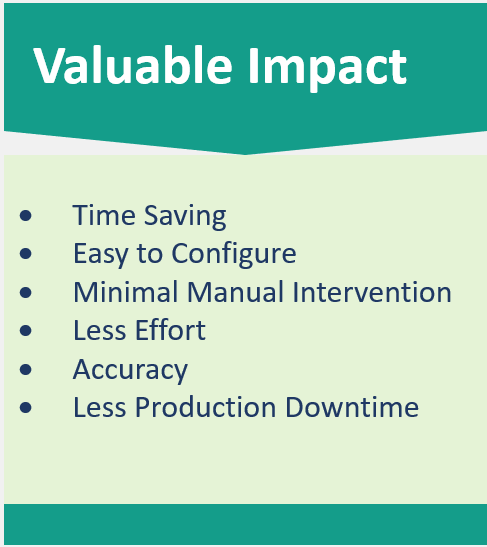 Valuable Impact
• Time Saving
• Easy to Configure
• Minimal Manual Intervention
• Less Effort
• Accuracy
• Less Production Downtime